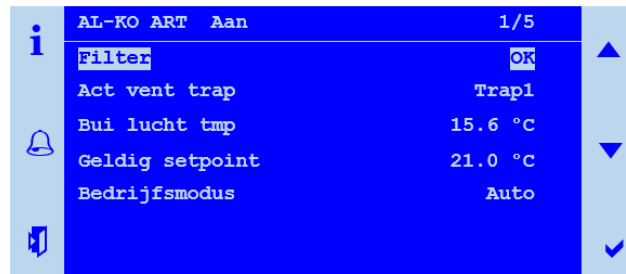 AL-KO ART Aan 1/5
Filter OK
Act vent trap Trap1
Bui lucht tmp 15.6 °C
Geldig setpoint 21.0 °C
Bedrijfsmodus Auto